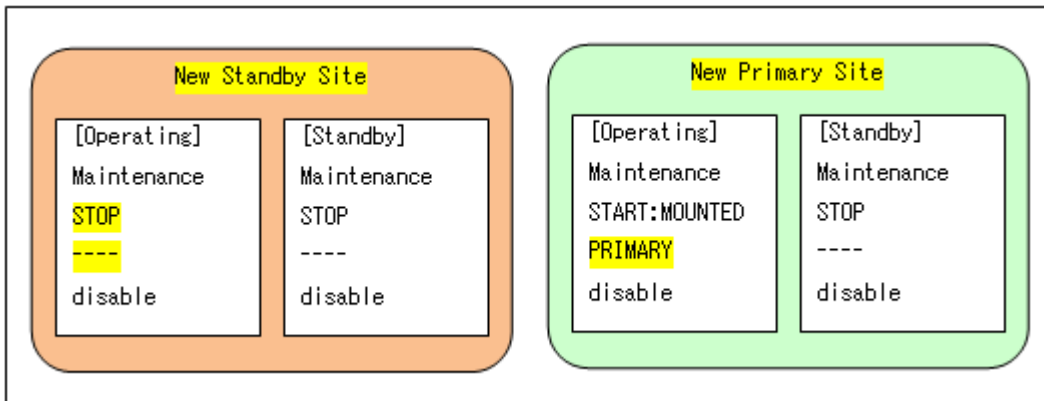 New Standby Site
[Operating]
Maintenance
STOP
----
disable
[Standby]
Maintenance
STOP
----
disable
New Primary Site
[Operating]
Maintenance
START:MOUNTED
PRIMARY
disable
[Standby]
Maintenance
STOP
----
disable